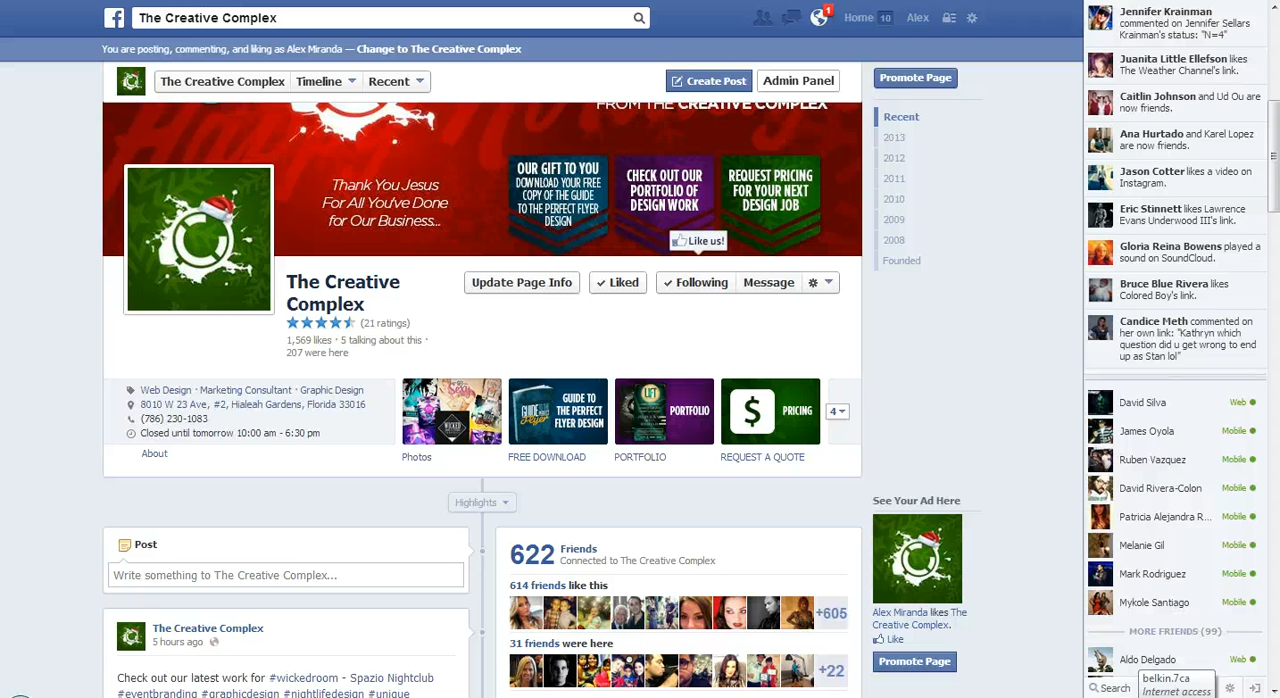 The Creative Complex
1
Home 10 Alex
You are posting, commenting, and liking as Alex Miranda — Change to The Creative Complex
The Creative Complex Timeline Recent
Create Post Admin Panel
FROM THE CREATIVE COMPLEX
Thank You Jesus
For All You've Done
for Our Business...
OUR GIFT TO YOU
DOWNLOAD YOUR FREE
COPY OF THE GUIDE
TO THE PERFECT FLYER
DESIGN
CHECK OUT OUR
PORTFOLIO OF
DESIGN WORK
REQUEST PRICING
FOR YOUR NEXT
DESIGN JOB
Like us!
The Creative
Complex
(21 ratings)
1,569 likes · 5 talking about this ·
207 were here
Update Page Info Liked Following Message
Web Design · Marketing Consultant · Graphic Design
8010 W 23 Ave, #2, Hialeah Gardens, Florida 33016
(786) 230-1083
Closed until tomorrow 10:00 am - 6:30 pm
About
Photos
GUIDE TO
THE PERFECT
FLYER DESIGN
FREE DOWNLOAD
PORTFOLIO
PORTFOLIO
$ PRICING
REQUEST A QUOTE
4
Highlights
Post
Write something to The Creative Complex...
The Creative Complex
5 hours ago
Check out our latest work for #wickedroom - Spazio Nightclub
#eventbranding #graphicdesign #nightlifedesign #unique
622 Friends
Connected to The Creative Complex
614 friends like this
+605
31 friends were here
+22
Promote Page
Recent
2013
2012
2011
2010
2009
2008
Founded
See Your Ad Here
Alex Miranda likes The
Creative Complex.
Like
Promote Page
Jennifer Krainman
commented on Jennifer Sellars
Krainman's status: "N=4"
Juanita Little Ellefson likes
The Weather Channel's link.
Caitlin Johnson and Ud Ou are
now friends.
Ana Hurtado and Karel Lopez
are now friends.
Jason Cotter likes a video on
Instagram.
Eric Stinnett likes Lawrence
Evans Underwood III's link.
Gloria Reina Bowens played a
sound on SoundCloud.
Bruce Blue Rivera likes
Colored Boy's link.
Candice Meth commented on
her own link: "Kathryn which
question did u get wrong to end
up as Stan lol"
David Silva Web
James Oyola Mobile
Ruben Vazquez Mobile
David Rivera-Colon Mobile
Patricia Alejandra R... Mobile
Melanie Gil Mobile
Mark Rodriguez Mobile
Mykole Santiago Mobile
MORE FRIENDS (99)
Aldo Delgado Web
Search
belkin.7ca
Internet access